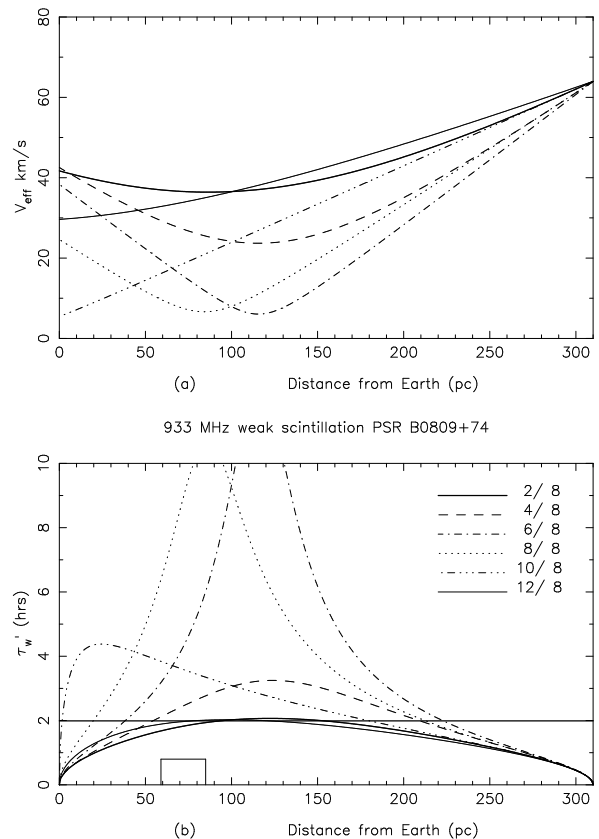 80
60
40
20
0
V_eff km/s
0 50 100 150 200 250 300
(a) Distance from Earth (pc)
933 MHz weak scintillation PSR B0809+74
10
8
6
4
2
0
τ_w' (hrs)
2/ 8
4/ 8
6/ 8
8/ 8
10/ 8
12/ 8
0 50 100 150 200 250 300
(b) Distance from Earth (pc)